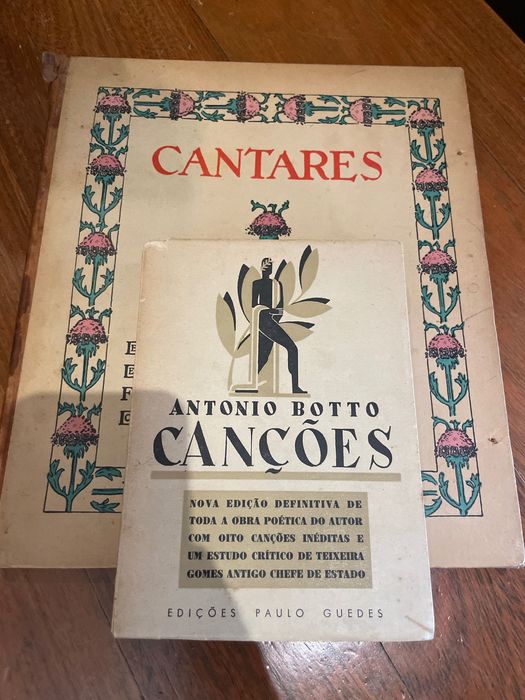 CANTARES
ANTONIO BOTTO
CANÇÕES
NOVA EDIÇÃO DEFINITIVA DE
TODA A OBRA POÉTICA DO AUTOR
COM OITO CANÇÕES INÉDITAS E
UM ESTUDO CRÍTICO DE TEIXEIRA
GOMES ANTIGO CHEFE DE ESTADO
EDIÇÕES PAULO GUEDES